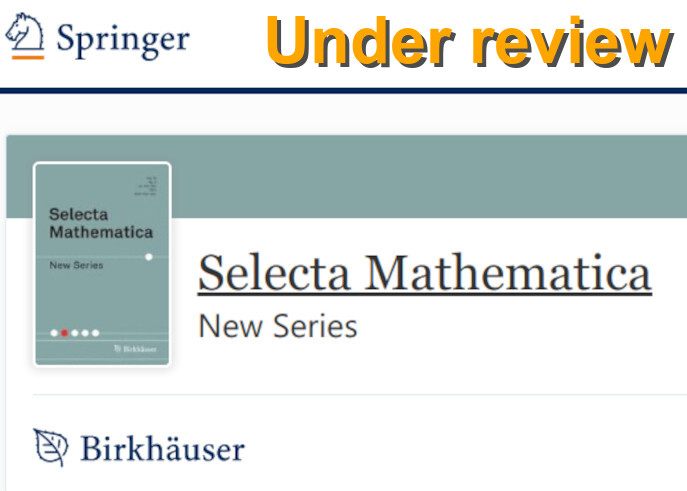 Springer
Under review
Selecta
Mathematica
New Series
Birkhäuser
Selecta Mathematica
New Series
Birkhäuser